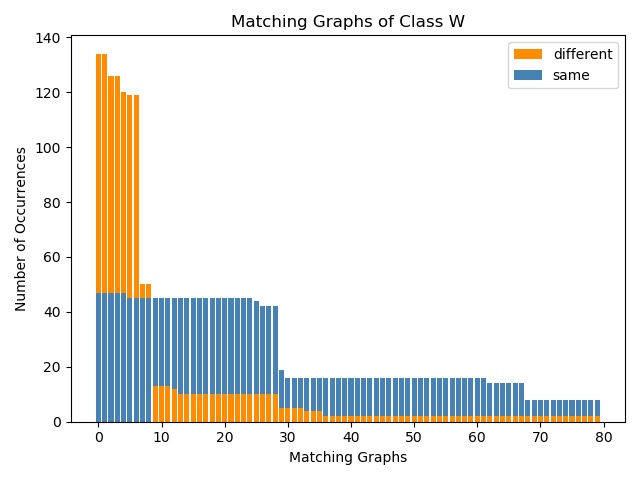 Matching Graphs of Class W
different
same
Number of Occurrences
140
120
100
80
60
40
20
0
0 10 20 30 40 50 60 70 80
Matching Graphs